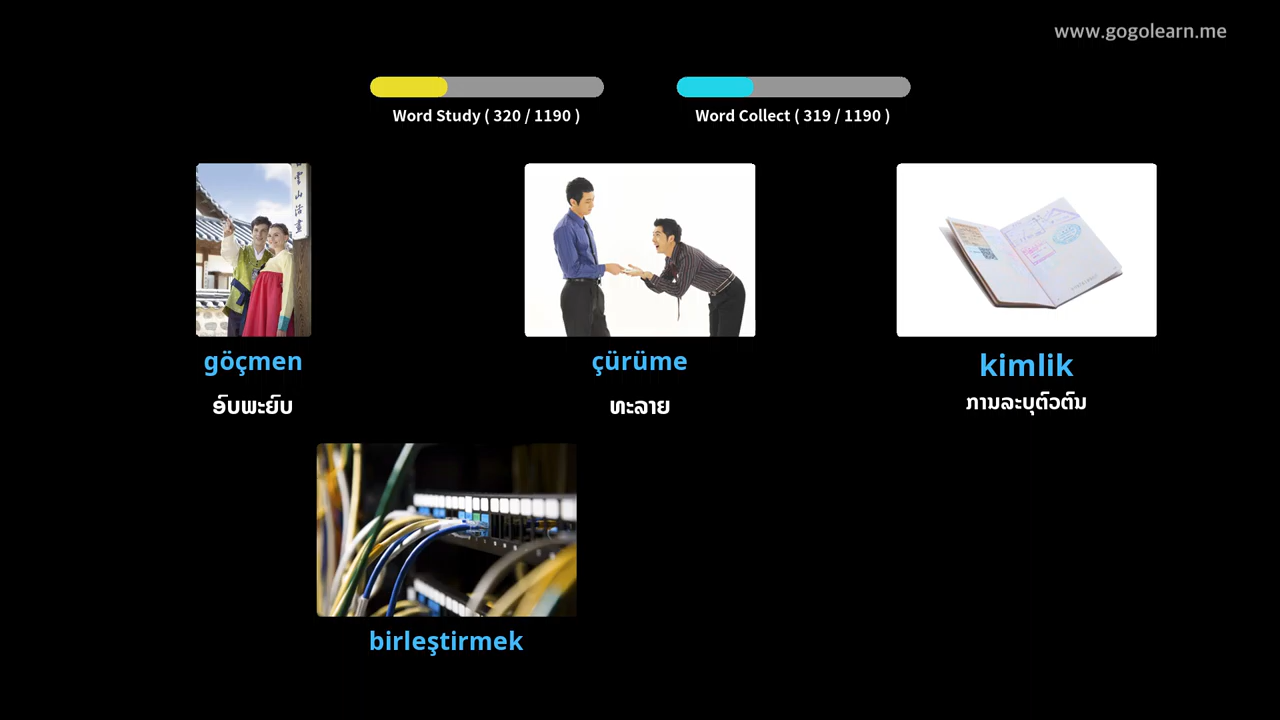 www.gogolearn.me
Word Study ( 320 / 1190 )
Word Collect ( 319 / 1190 )
göçmen
çürüme
kimlik
ອົບພະຍົບ
ທະລາຍ
ການລະບຸຕົວຕົນ
birleştirmek